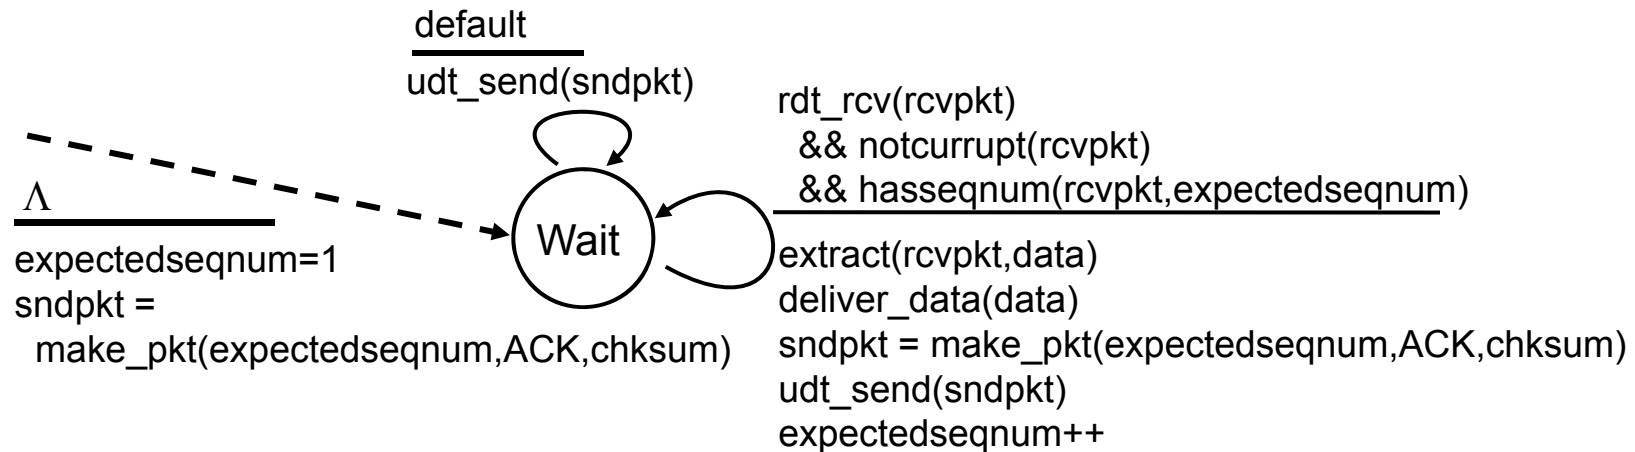 default
udt_send(sndpkt)
Λ
expectedseqnum=1
sndpkt =
make_pkt(expectedseqnum,ACK,chksum)
Wait
rdt_rcv(rcvpkt)
&& notcurrupt(rcvpkt)
&& hasseqnum(rcvpkt,expectedseqnum)
extract(rcvpkt,data)
deliver_data(data)
sndpkt = make_pkt(expectedseqnum,ACK,chksum)
udt_send(sndpkt)
expectedseqnum++